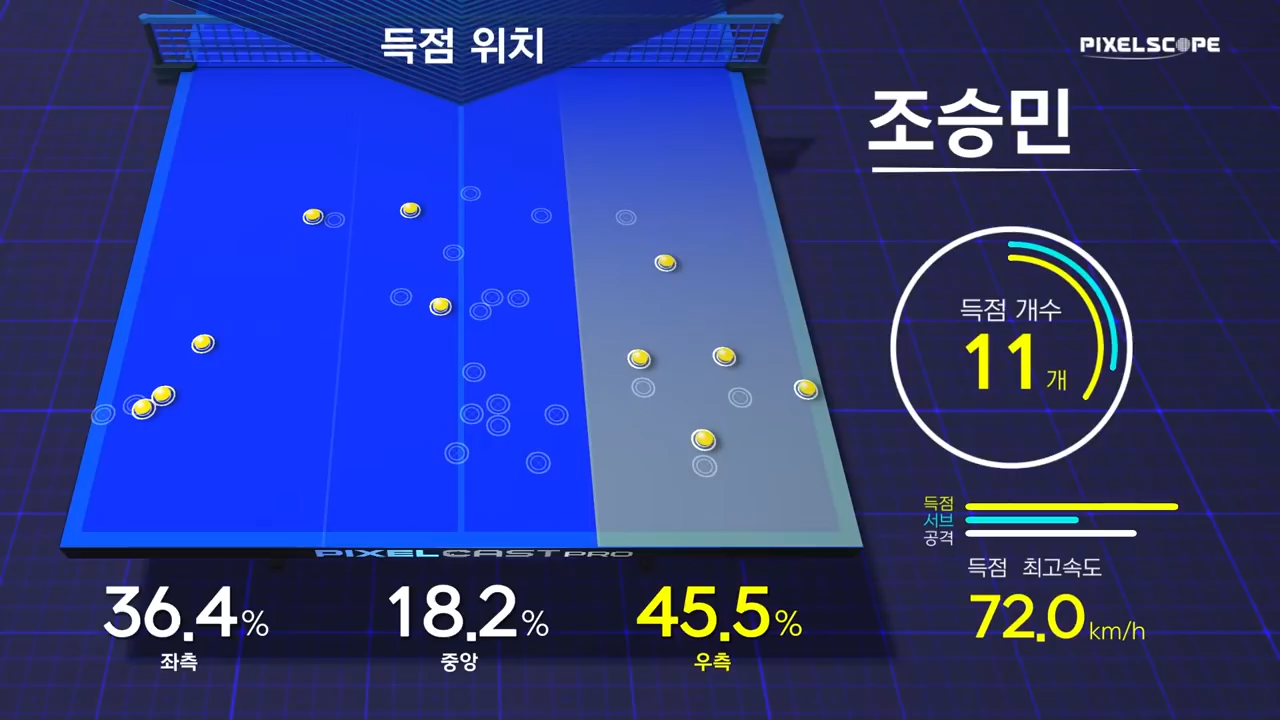 득점 위치
PIXELSCOPE
조승민
득점 개수
11개
득점
서브
공격
득점 최고속도
72.0km/h
PIXELCAST PRO
36.4%
좌측
18.2%
중앙
45.5%
우측